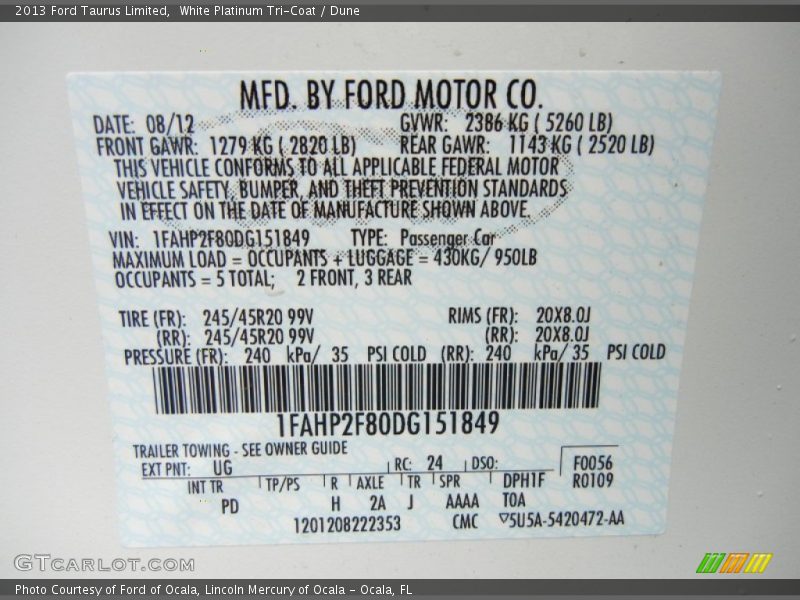 2013 Ford Taurus Limited, White Platinum Tri-Coat / Dune
MFD. BY FORD MOTOR CO.
DATE: 08/12 GVWR: 2386 KG ( 5260 LB)
FRONT GAWR: 1279 KG ( 2820 LB) REAR GAWR: 1143 KG ( 2520 LB)
THIS VEHICLE CONFORMS TO ALL APPLICABLE FEDERAL MOTOR
VEHICLE SAFETY, BUMPER, AND THEFT PREVENTION STANDARDS
IN EFFECT ON THE DATE OF MANUFACTURE SHOWN ABOVE.
VIN: 1FAHP2F80DG151849 TYPE: Passenger Car
MAXIMUM LOAD = OCCUPANTS + LUGGAGE = 430KG/ 950LB
OCCUPANTS = 5 TOTAL; 2 FRONT, 3 REAR
TIRE (FR): 245/45R20 99V RIMS (FR): 20X8.0J
(RR): 245/45R20 99V (RR): 20X8.0J
PRESSURE (FR): 240 kPa/ 35 PSI COLD (RR): 240 kPa/ 35 PSI COLD
1FAHP2F80DG151849
TRAILER TOWING - SEE OWNER GUIDE
EXT PNT: UG RC: 24 DSO: F0056
INT TR TP/PS R AXLE TR SPR DPH1F R0109
PD H 2A J AAAA T0A
1201208222353 CMC ▽5U5A-5420472-AA
GTcarlot.com
Photo Courtesy of Ford of Ocala, Lincoln Mercury of Ocala - Ocala, FL